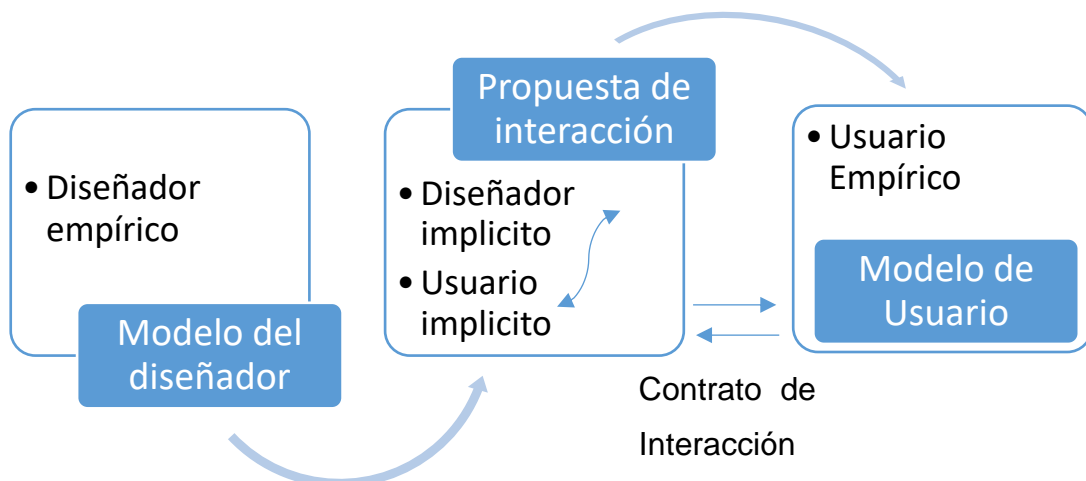 • Diseñador
empírico
Modelo del
diseñador
Propuesta de
interacción
• Diseñador
implicito
• Usuario
implicito
• Usuario
Empírico
Modelo de
Usuario
Contrato de
Interacción